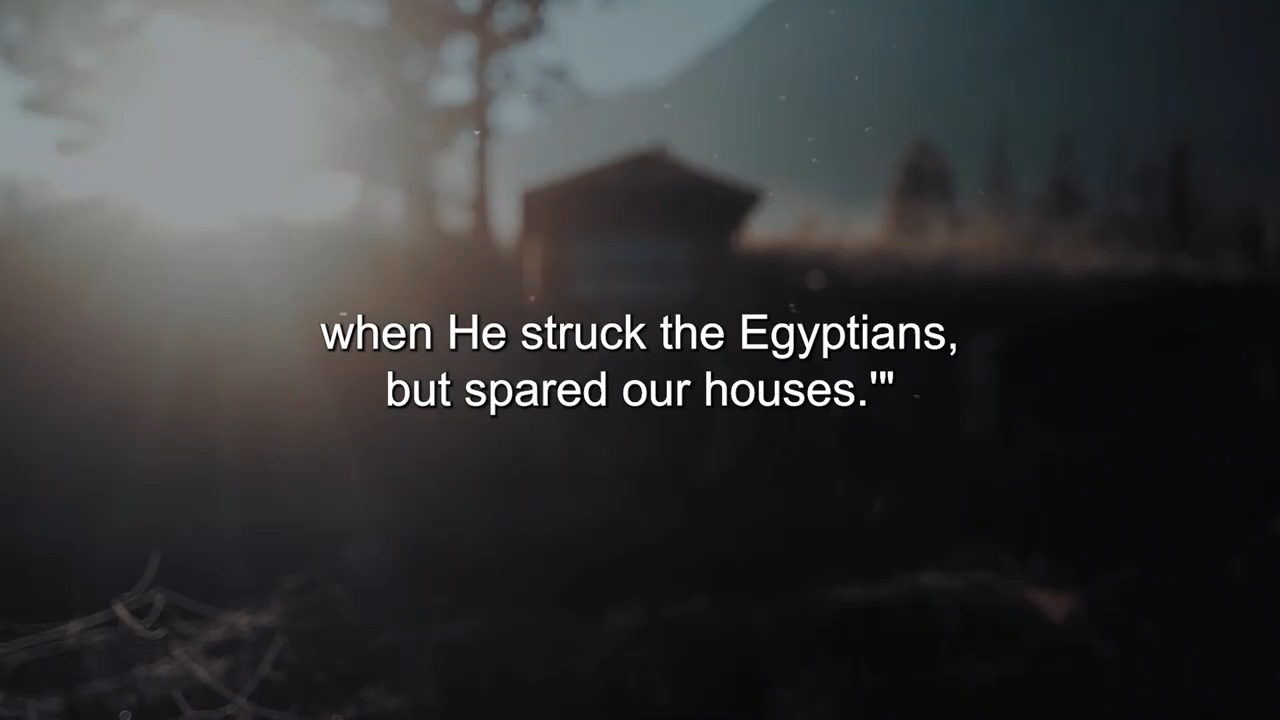 when He struck the Egyptians,
but spared our houses.'"